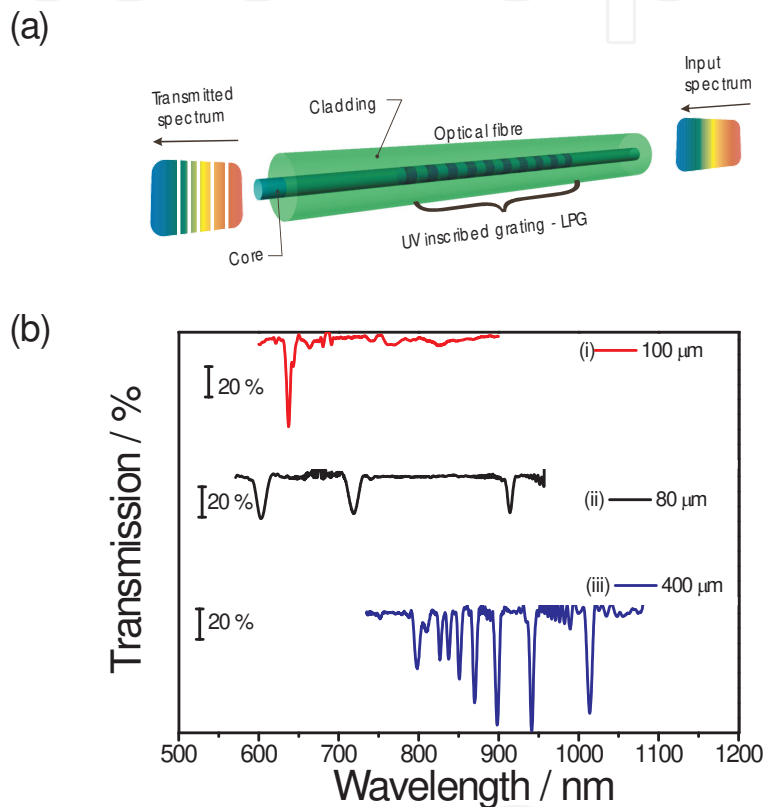 (a)
Transmitted
spectrum
Cladding
Optical fibre
Input
spectrum
Core
UV inscribed grating - LPG
(b)
Transmission / %
20 %
(i) 100 μm
20 %
(ii) 80 μm
20 %
(iii) 400 μm
500 600 700 800 900 1000 1100 1200
Wavelength / nm